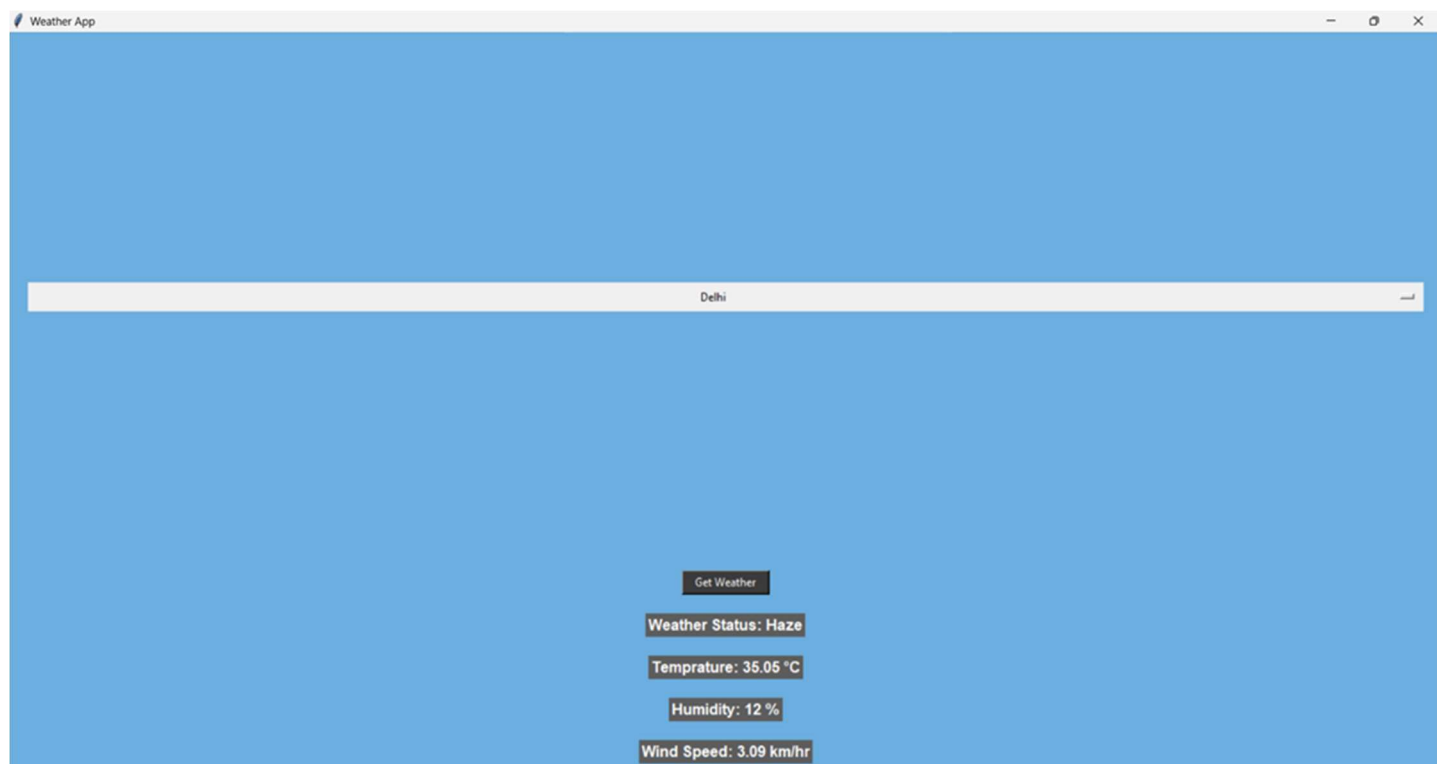 Weather App
Delhi
Get Weather
Weather Status: Haze
Temprature: 35.05 °C
Humidity: 12 %
Wind Speed: 3.09 km/hr